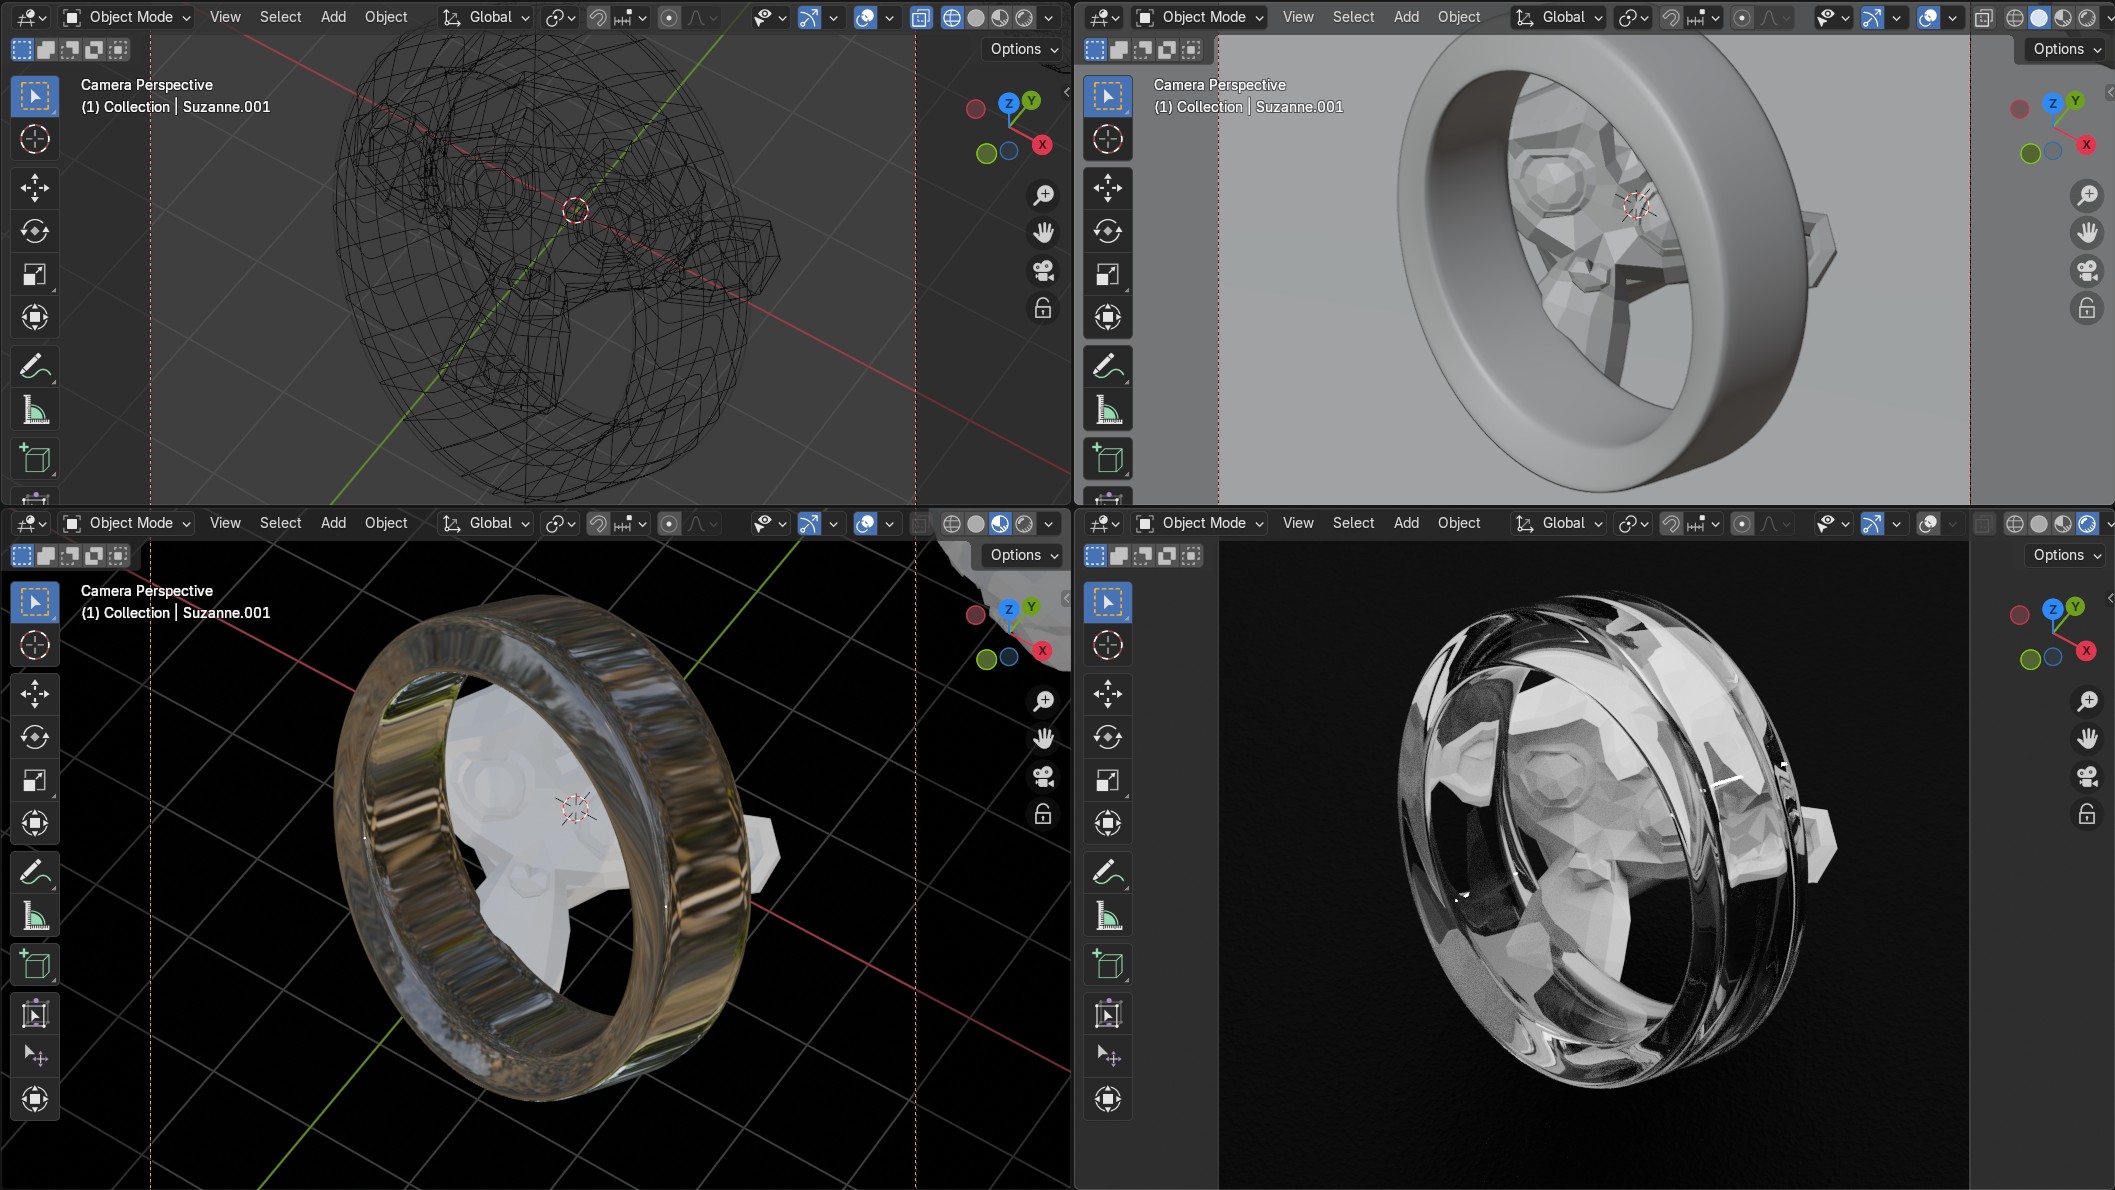 Object Mode View Select Add Object Global
Options
Camera Perspective
(1) Collection | Suzanne.001
Z Y
X
Object Mode View Select Add Object Global
Options
Camera Perspective
(1) Collection | Suzanne.001
Z Y
X
Object Mode View Select Add Object Global
Options
Camera Perspective
(1) Collection | Suzanne.001
Z Y
X
Object Mode View Select Add Object Global
Options
Z Y
X